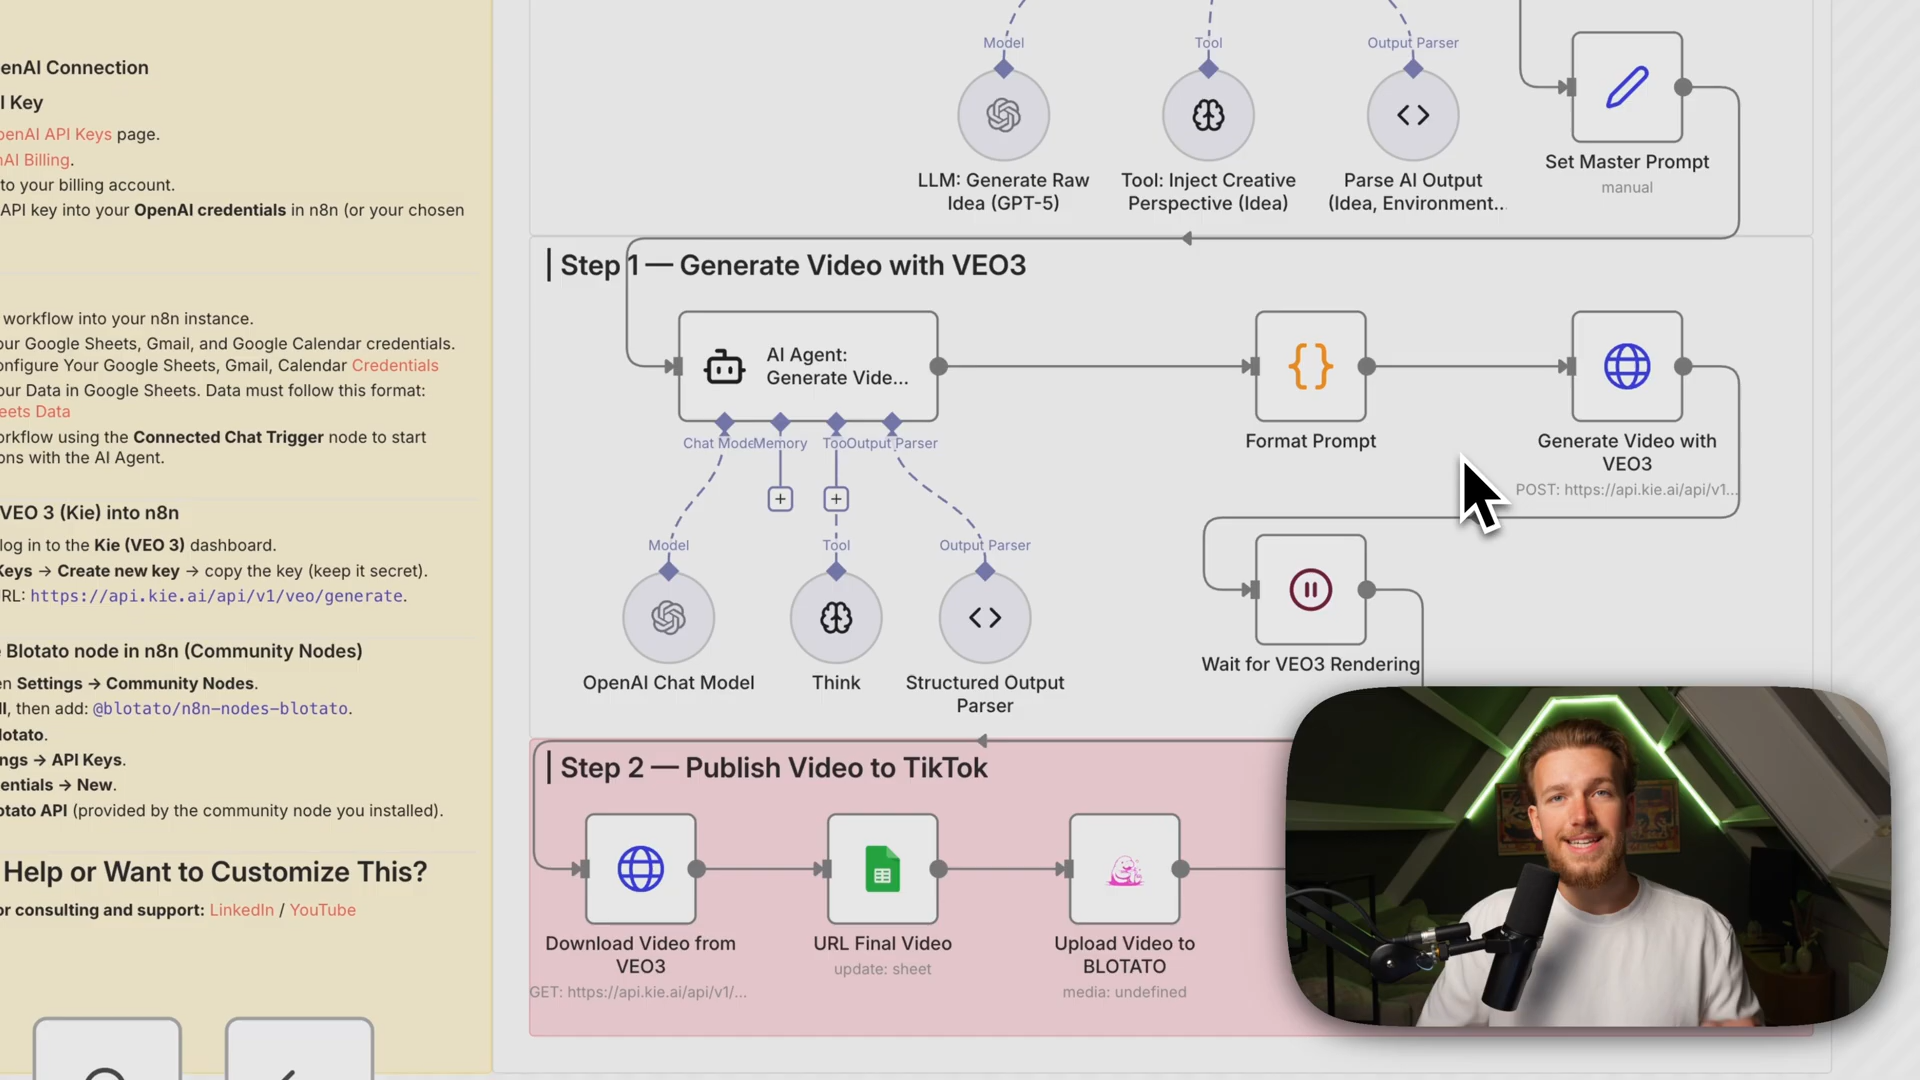 enAI Connection
I Key
penAI API Keys page.
nAI Billing.
to your billing account.
API key into your OpenAI credentials in n8n (or your chosen
workflow into your n8n instance.
our Google Sheets, Gmail, and Google Calendar credentials.
onfigure Your Google Sheets, Gmail, Calendar Credentials
our Data in Google Sheets. Data must follow this format:
eets Data
orkflow using the Connected Chat Trigger node to start
ons with the AI Agent.
VEO 3 (Kie) into n8n
log in to the Kie (VEO 3) dashboard.
Keys → Create new key → copy the key (keep it secret).
RL: https://api.kie.ai/api/v1/veo/generate.
Blotato node in n8n (Community Nodes)
en Settings → Community Nodes.
ll, then add: @blotato/n8n-nodes-blotato.
lotato.
ngs → API Keys.
entials → New.
otato API (provided by the community node you installed).
Help or Want to Customize This?
or consulting and support: LinkedIn / YouTube
Model
Tool
Output Parser
LLM: Generate Raw
Idea (GPT-5)
Tool: Inject Creative
Perspective (Idea)
Parse AI Output
(Idea, Environment...
Set Master Prompt
manual
| Step 1 — Generate Video with VEO3
AI Agent:
Generate Vide...
Chat Mode
Memory
Too
Output Parser
Format Prompt
Generate Video with
VEO3
POST: https://api.kie.ai/api/v1...
Model
Tool
Output Parser
OpenAI Chat Model
Think
Structured Output
Parser
Wait for VEO3 Rendering
| Step 2 — Publish Video to TikTok
Download Video from
VEO3
GET: https://api.kie.ai/api/v1/...
URL Final Video
update: sheet
Upload Video to
BLOTATO
media: undefined